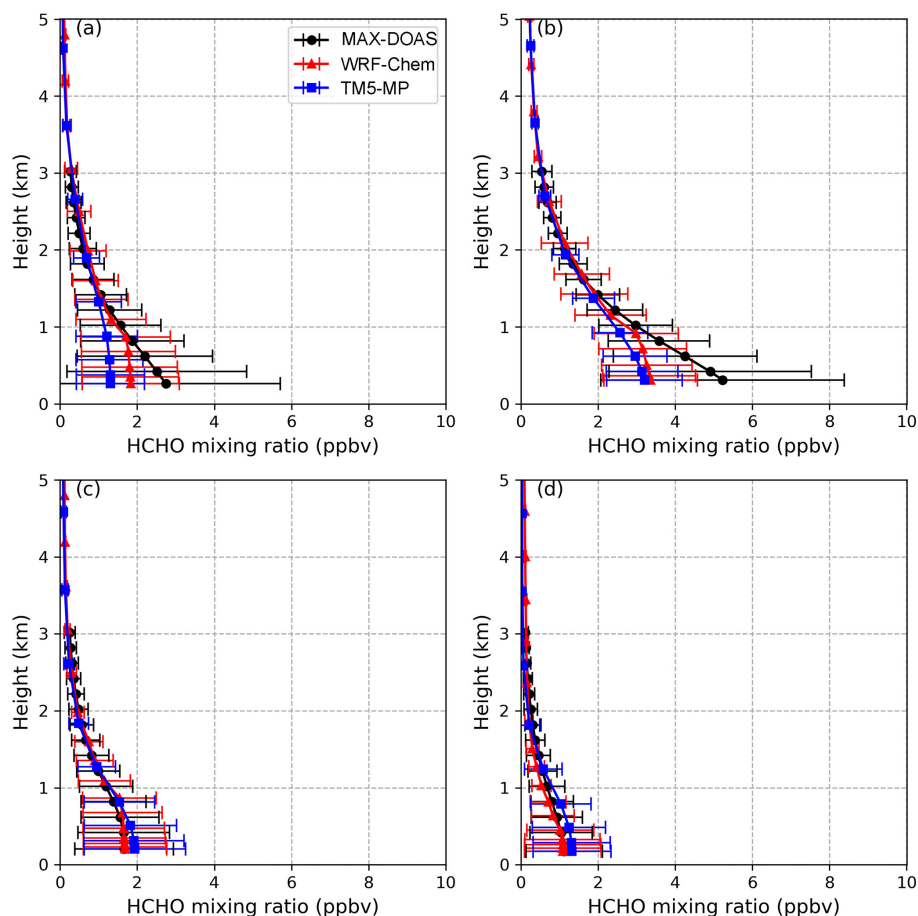 5
4
3
2
1
0
Height (km)
(a)
MAX-DOAS
WRF-Chem
TM5-MP
0 2 4 6 8 10
HCHO mixing ratio (ppbv)
5
4
3
2
1
0
Height (km)
(b)
0 2 4 6 8 10
HCHO mixing ratio (ppbv)
5
4
3
2
1
0
Height (km)
(c)
0 2 4 6 8 10
HCHO mixing ratio (ppbv)
5
4
3
2
1
0
Height (km)
(d)
0 2 4 6 8 10
HCHO mixing ratio (ppbv)